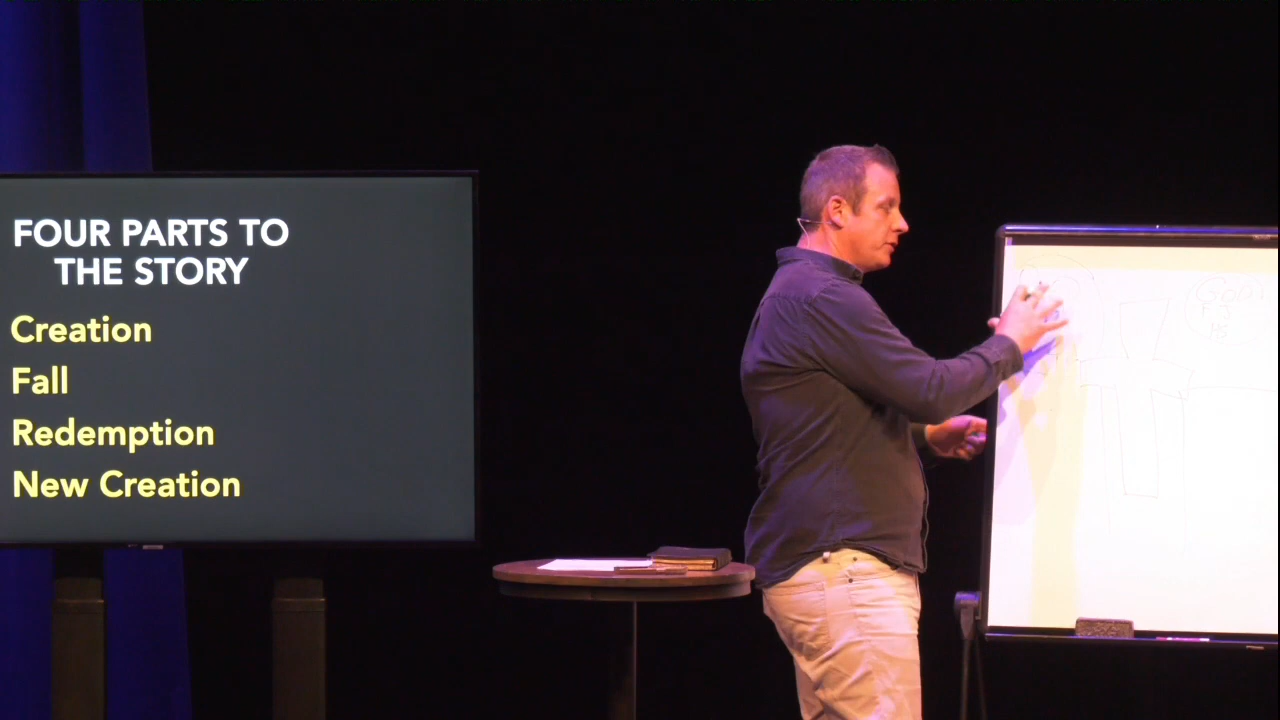 FOUR PARTS TO
THE STORY
Creation
Fall
Redemption
New Creation